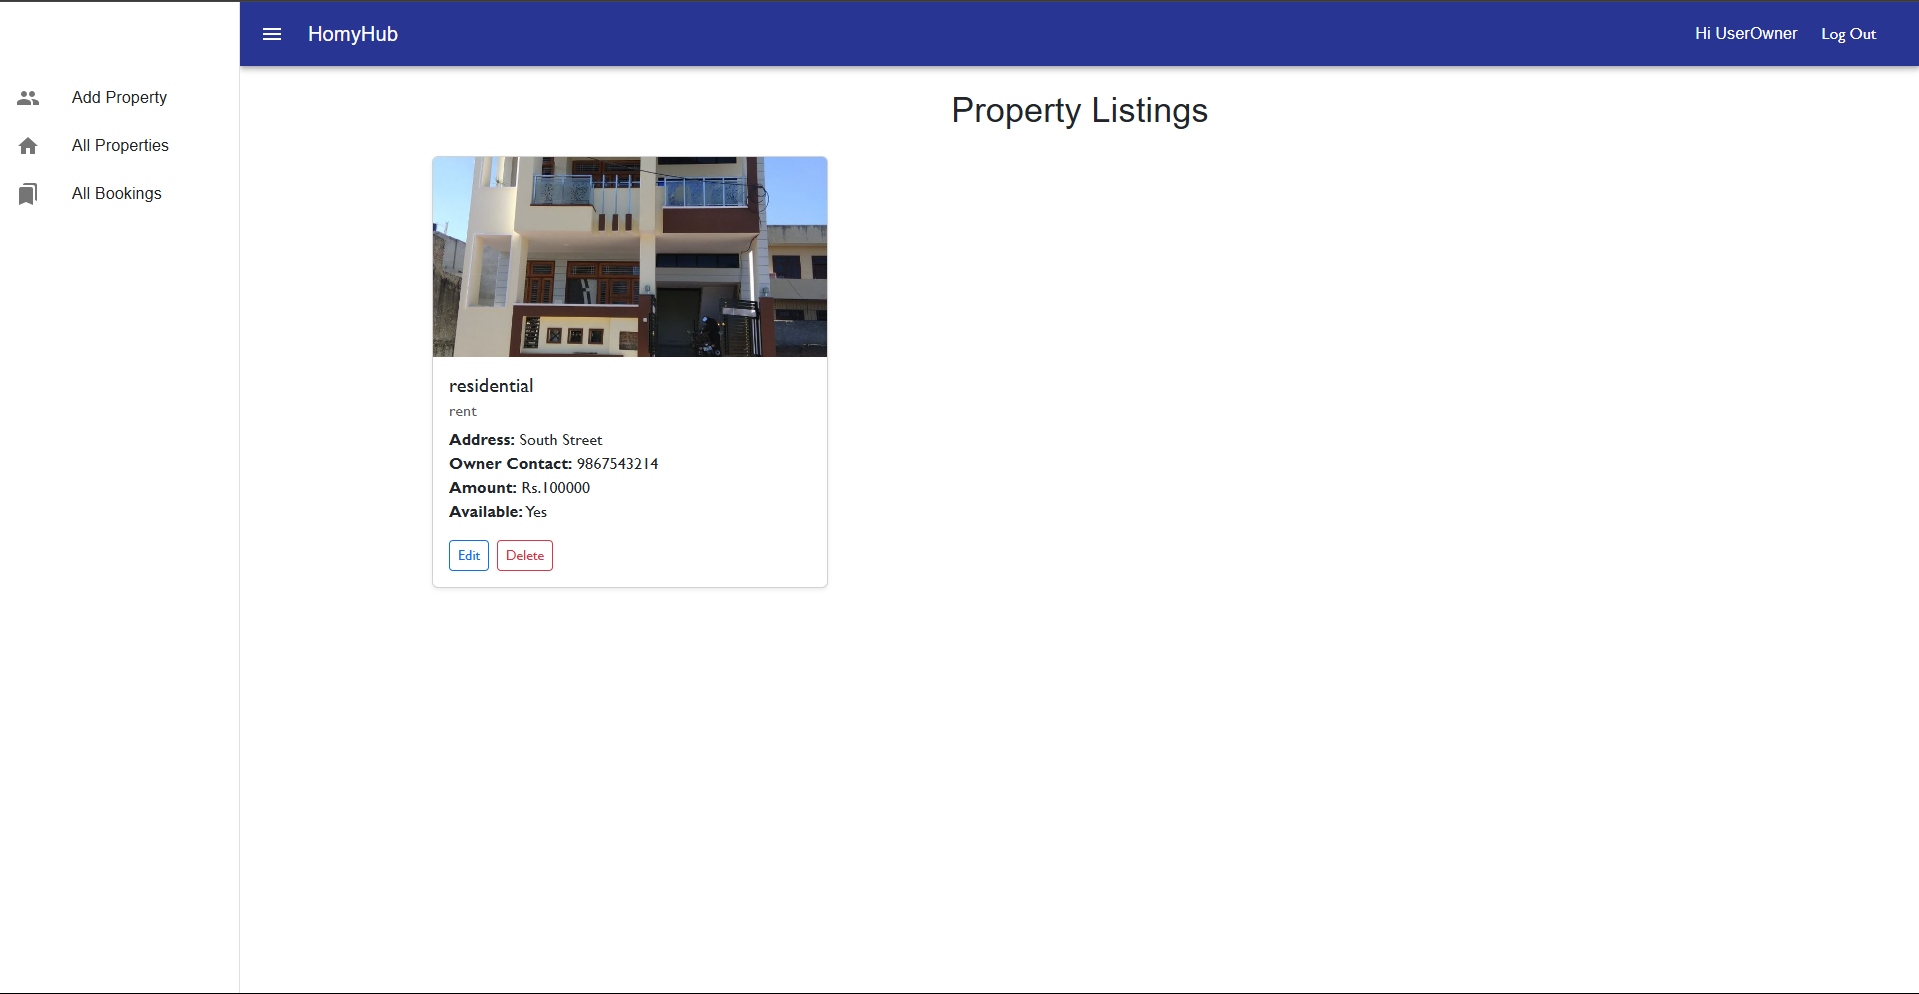 HomyHub
Hi UserOwner
Log Out
Add Property
All Properties
All Bookings
Property Listings
residential
rent
Address: South Street
Owner Contact: 9867543214
Amount: Rs.100000
Available: Yes
Edit
Delete